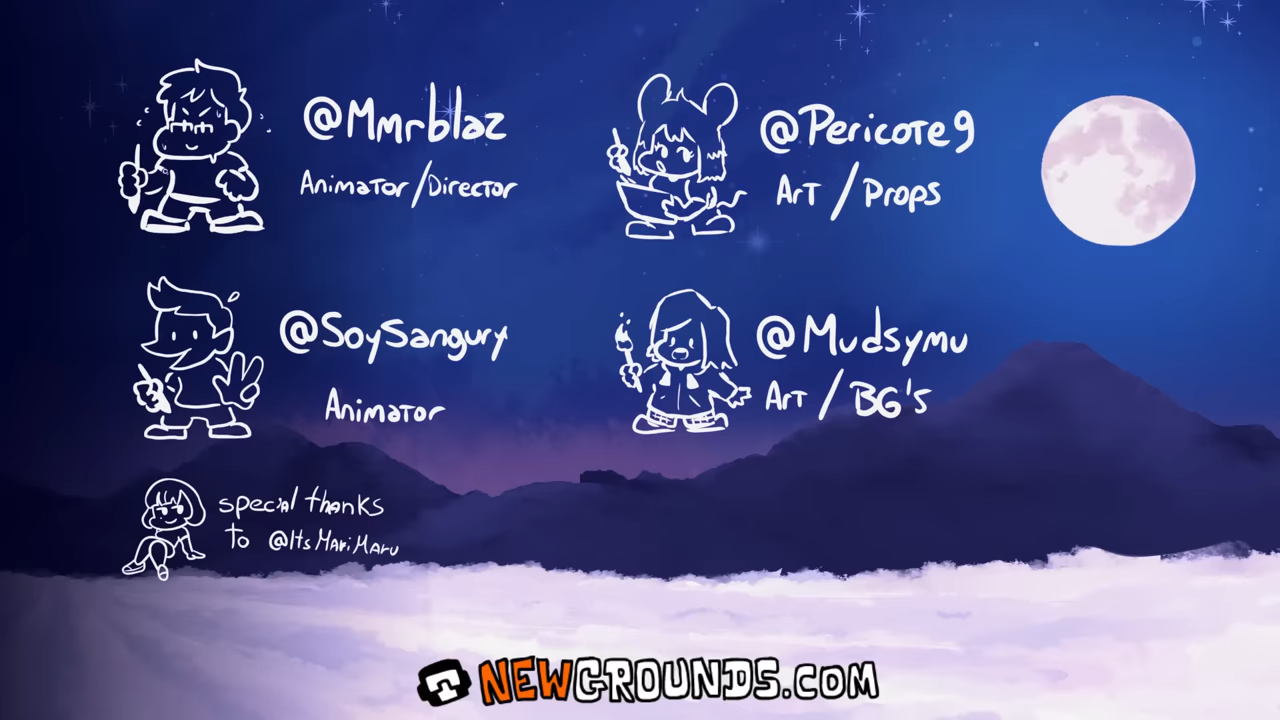 @Mmrblaz
Animator/Director
@Pericote9
Art / Props
@SoySangury
Animator
@Mudsymu
Art / BG's
special thanks
to @ItsMariMaru
NEWGROUNDS.COM